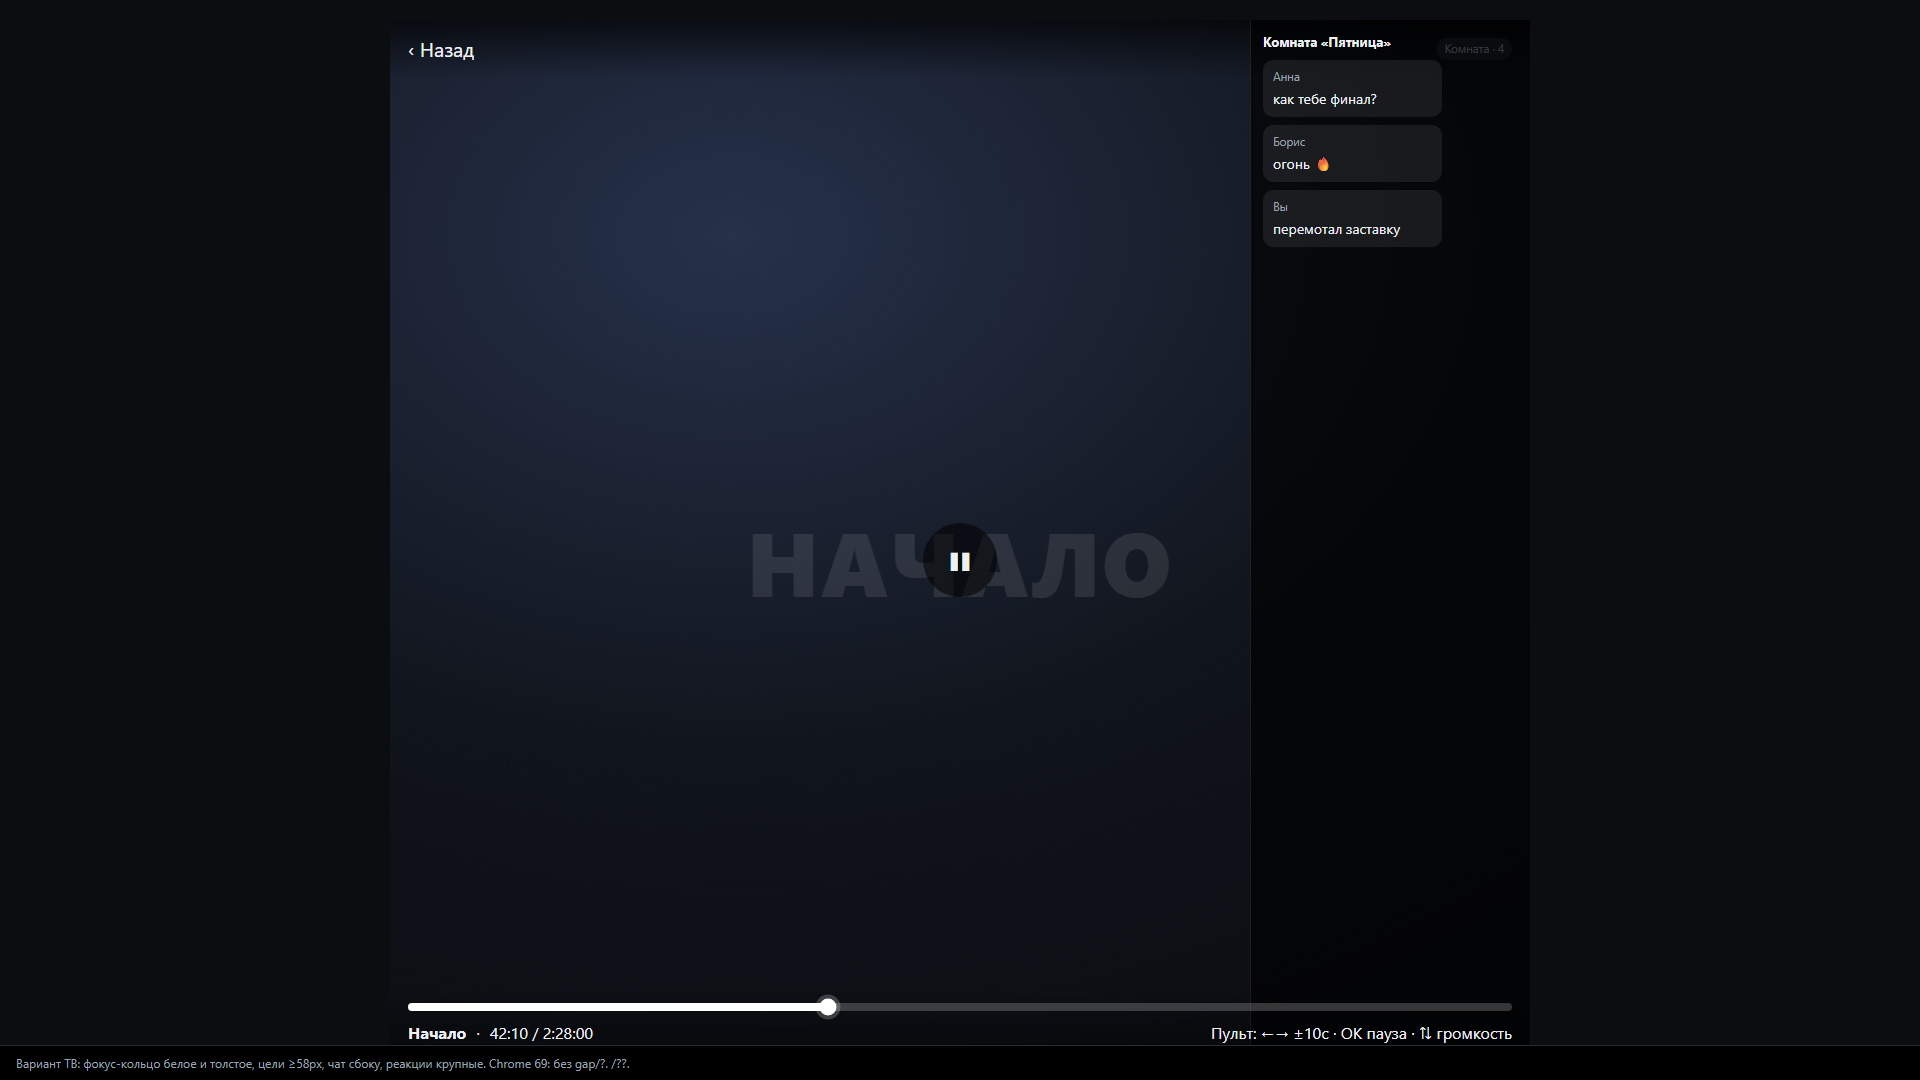 ‹ Назад
Комната «Пятница»
Комната · 4
Анна
как тебе финал?
Борис
огонь 🔥
Вы
перемотал заставку
НАЧАЛО
Начало · 42:10 / 2:28:00
Пульт: ←→ ±10с · OK пауза · ⇅ громкость
Вариант ТВ: фокус-кольцо белое и толстое, цели ≥58px, чат сбоку, реакции крупные. Chrome 69: без gap/?. /??.